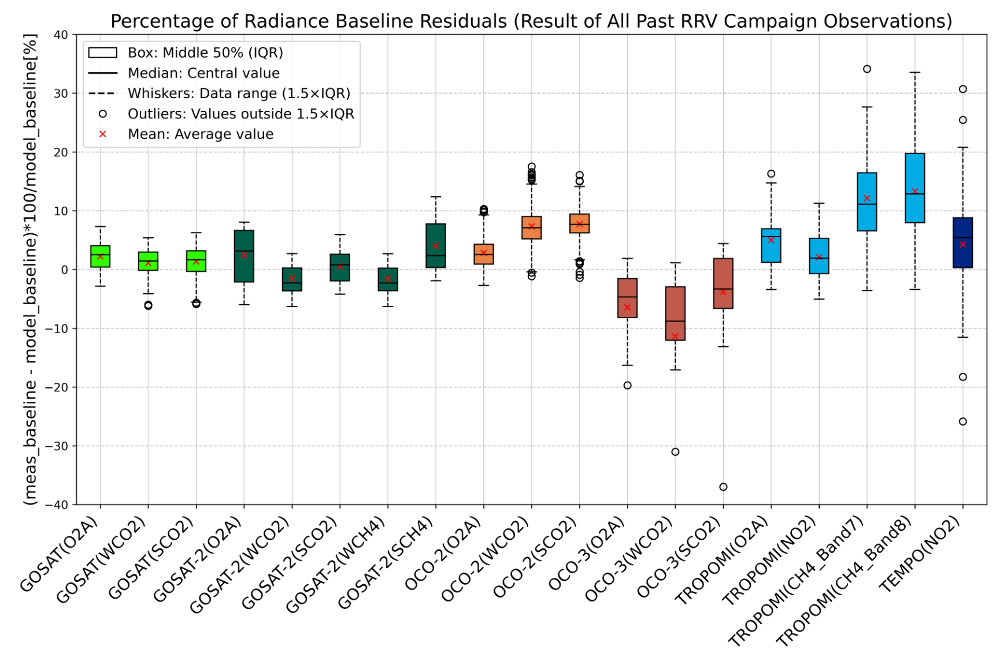 Percentage of Radiance Baseline Residuals (Result of All Past RRV Campaign Observations)
(meas_baseline - model_baseline)*100/model_baseline[%]
40
30
20
10
0
−10
−20
−30
−40
Box: Middle 50% (IQR)
Median: Central value
Whiskers: Data range (1.5×IQR)
Outliers: Values outside 1.5×IQR
Mean: Average value
GOSAT(O2A)
GOSAT(WCO2)
GOSAT(SCO2)
GOSAT-2(O2A)
GOSAT-2(WCO2)
GOSAT-2(SCO2)
GOSAT-2(WCH4)
GOSAT-2(SCH4)
OCO-2(O2A)
OCO-2(WCO2)
OCO-2(SCO2)
OCO-3(O2A)
OCO-3(WCO2)
OCO-3(SCO2)
TROPOMI(O2A)
TROPOMI(NO2)
TROPOMI(CH4_Band7)
TROPOMI(CH4_Band8)
TEMPO(NO2)